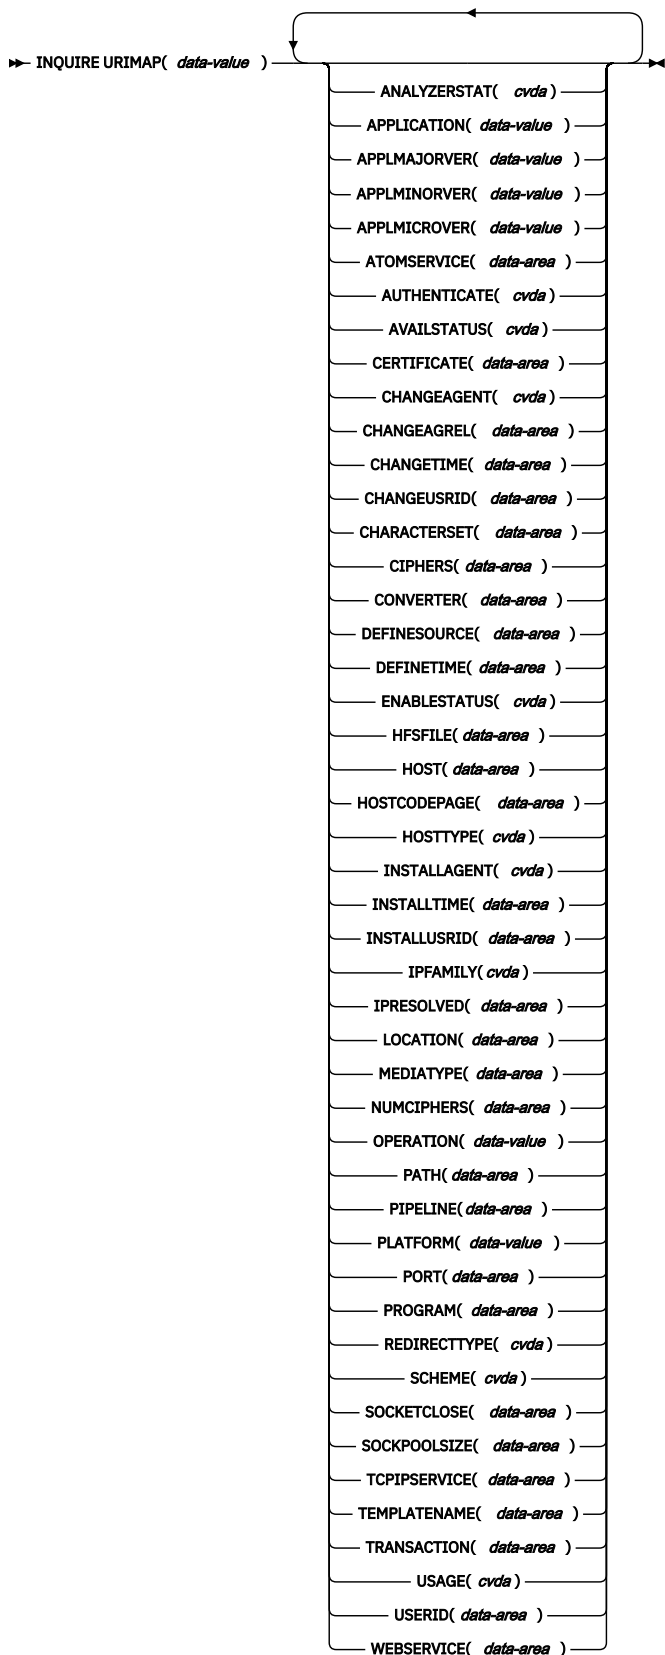 INQUIRE URIMAP( data-value )
ANALYZERSTAT( cvda )
APPLICATION( data-value )
APPLMAJORVER( data-value )
APPLMINORVER( data-value )
APPLMICROVER( data-value )
ATOMSERVICE( data-area )
AUTHENTICATE( cvda )
AVAILSTATUS( cvda )
CERTIFICATE( data-area )
CHANGEAGENT( cvda )
CHANGEAGREL( data-area )
CHANGETIME( data-area )
CHANGEUSRID( data-area )
CHARACTERSET( data-area )
CIPHERS( data-area )
CONVERTER( data-area )
DEFINESOURCE( data-area )
DEFINETIME( data-area )
ENABLESTATUS( cvda )
HFSFILE( data-area )
HOST( data-area )
HOSTCODEPAGE( data-area )
HOSTTYPE( cvda )
INSTALLAGENT( cvda )
INSTALLTIME( data-area )
INSTALLUSRID( data-area )
IPFAMILY( cvda )
IPRESOLVED( data-area )
LOCATION( data-area )
MEDIATYPE( data-area )
NUMCIPHERS( data-area )
OPERATION( data-value )
PATH( data-area )
PIPELINE( data-area )
PLATFORM( data-value )
PORT( data-area )
PROGRAM( data-area )
REDIRECTTYPE( cvda )
SCHEME( cvda )
SOCKETCLOSE( data-area )
SOCKPOOLSIZE( data-area )
TCPIPSERVICE( data-area )
TEMPLATENAME( data-area )
TRANSACTION( data-area )
USAGE( cvda )
USERID( data-area )
WEBSERVICE( data-area )